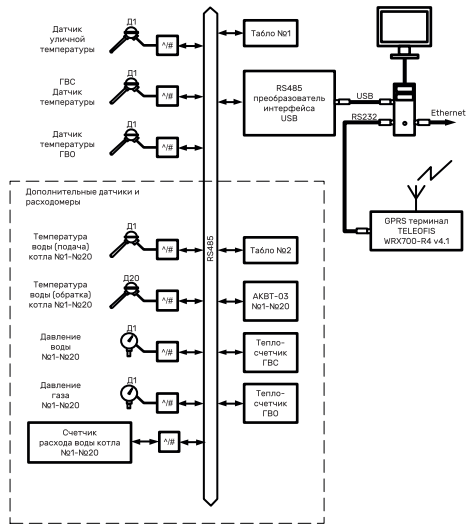 Датчик
уличной
температуры
Д1
^/#
Табло №1
ГВС
Датчик
температуры
Д1
^/#
RS485
преобразователь
интерфейса
USB
USB
RS232
Ethernet
Датчик
температуры
ГВО
Д1
^/#
GPRS терминал
TELEOFIS
WRX700-R4 v4.1
Дополнительные датчики и
расходомеры
RS485
Температура
воды (подача)
котла №1-№20
Д1
^/#
Табло №2
Температура
воды (обратка)
котла №1-№20
Д20
^/#
АКВТ-03
№1-№20
Давление
воды
№1-№20
Д1
^/#
Тепло-
счетчик
ГВС
Давление
газа
№1-№20
Д1
^/#
Тепло-
счетчик
ГВО
Счетчик
расхода воды котла
№1-№20
^/#